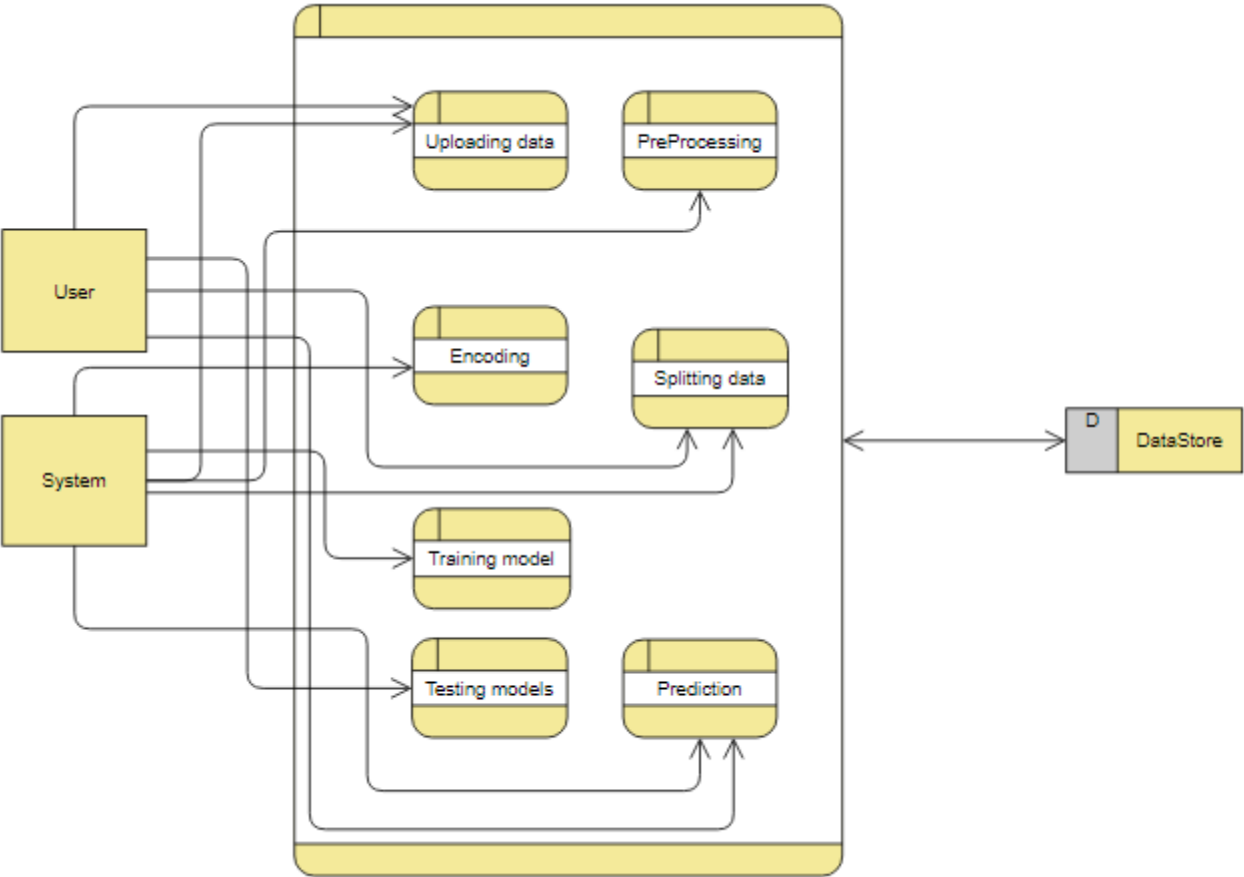 Uploading data
PreProcessing
User
Encoding
Splitting data
D
DataStore
System
Training model
Testing models
Prediction